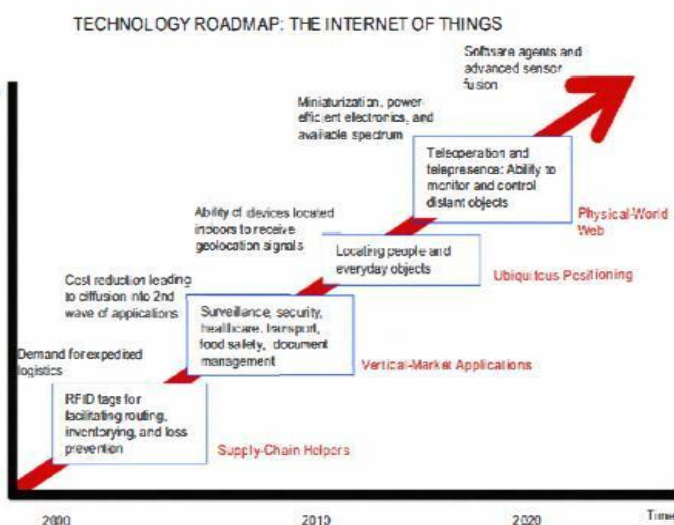 TECHNOLOGY ROADMAP: THE INTERNET OF THINGS
Software agents and
advanced sensor
fusion
Miniaturization, power-
efficient electronics, and
available spectrum
Teleoperation and
telepresence: Ability to
monitor and control
distant objects
Physical-World
Web
Ability of devices located
indoors to receive
geolocation signals
Locating people and
everyday objects
Ubiquitous Positioning
Cost reduction leading
to diffusion into 2nd
wave of applications
Surveillance, security,
healthcare, transport,
food safety, document
management
Vertical-Market Applications
Demand for expedited
logistics
RFID tags for
facilitating routing,
inventorying, and loss
prevention
Supply-Chain Helpers
2000
2010
2020
Time